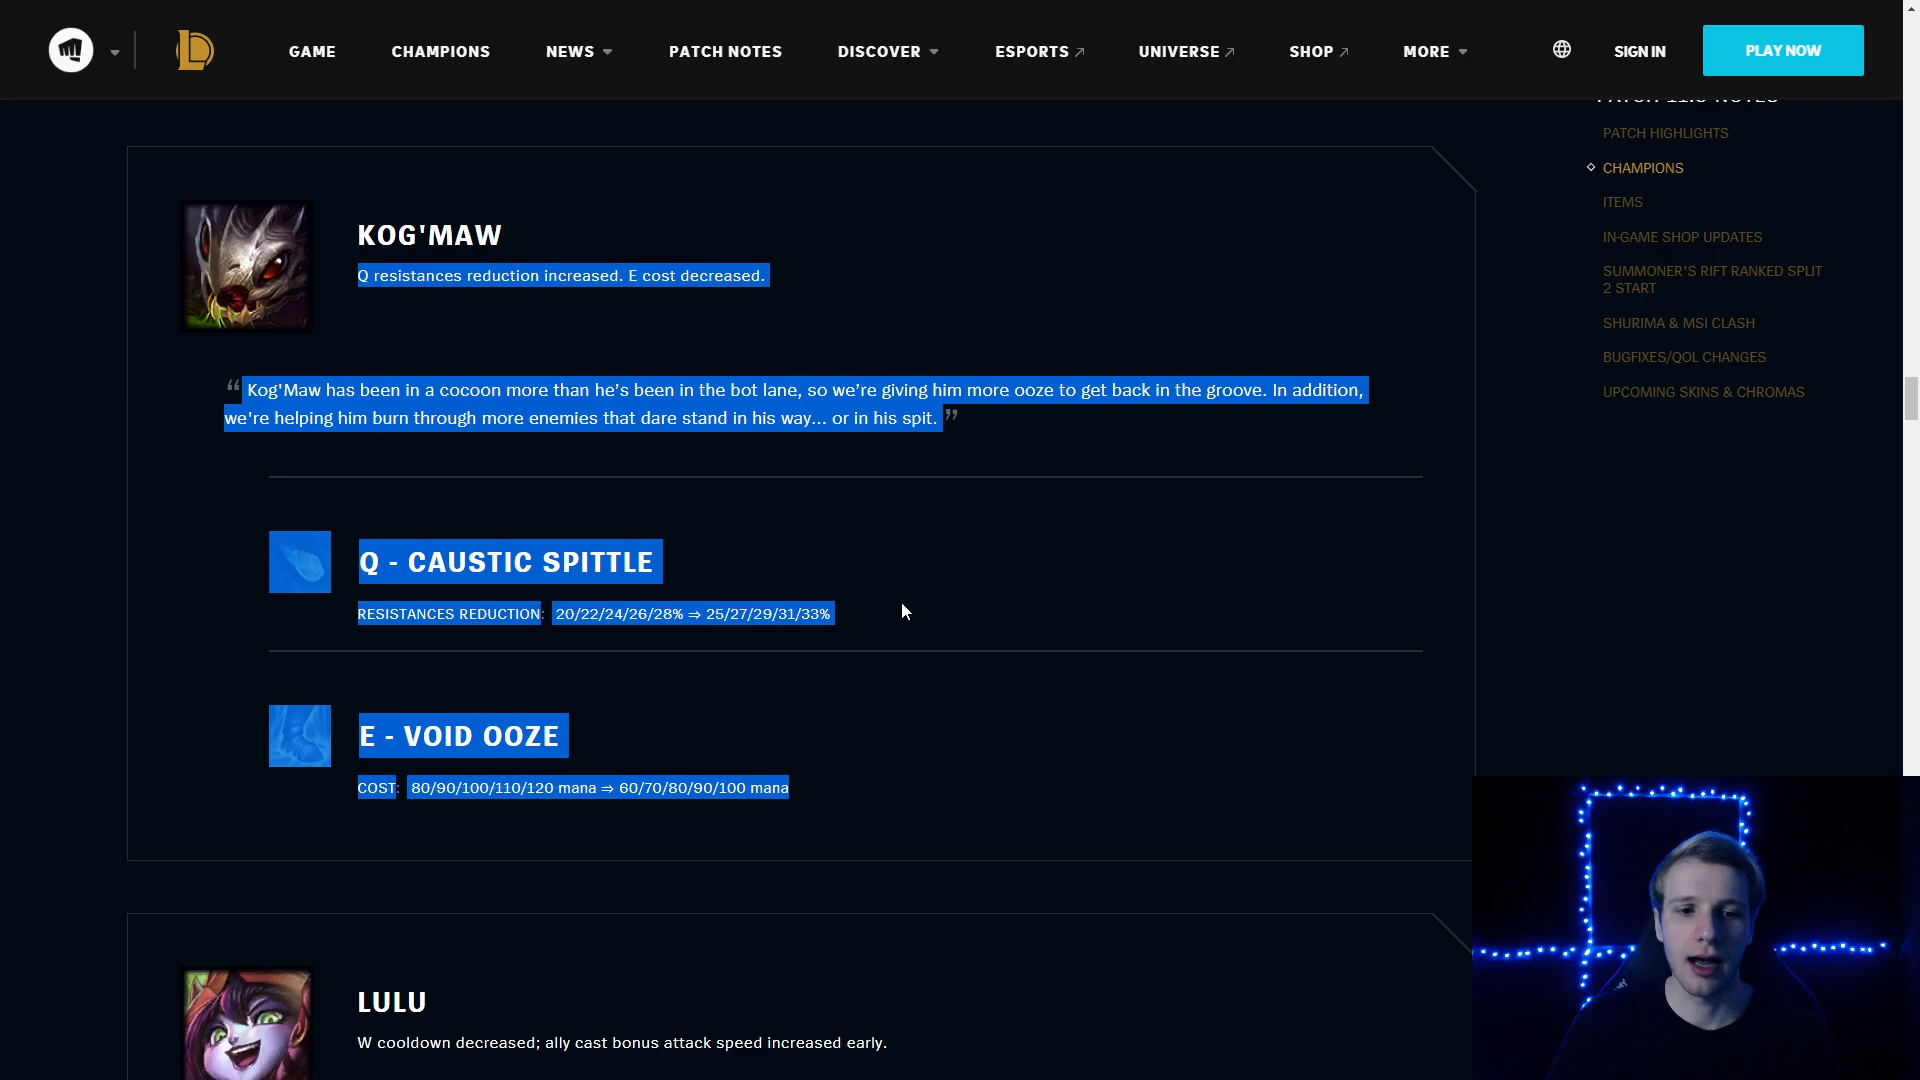 GAME
CHAMPIONS
NEWS
PATCH NOTES
DISCOVER
ESPORTS
UNIVERSE
SHOP
MORE
SIGN IN
PLAY NOW
PATCH HIGHLIGHTS
CHAMPIONS
ITEMS
IN-GAME SHOP UPDATES
SUMMONER'S RIFT RANKED SPLIT
2 START
SHURIMA & MSI CLASH
BUGFIXES/QOL CHANGES
UPCOMING SKINS & CHROMAS
KOG'MAW
Q resistances reduction increased. E cost decreased.
“ Kog'Maw has been in a cocoon more than he’s been in the bot lane, so we’re giving him more ooze to get back in the groove. In addition,
we're helping him burn through more enemies that dare stand in his way... or in his spit. ”
Q - CAUSTIC SPITTLE
RESISTANCES REDUCTION: 20/22/24/26/28% ⇒ 25/27/29/31/33%
E - VOID OOZE
COST: 80/90/100/110/120 mana ⇒ 60/70/80/90/100 mana
LULU
W cooldown decreased; ally cast bonus attack speed increased early.